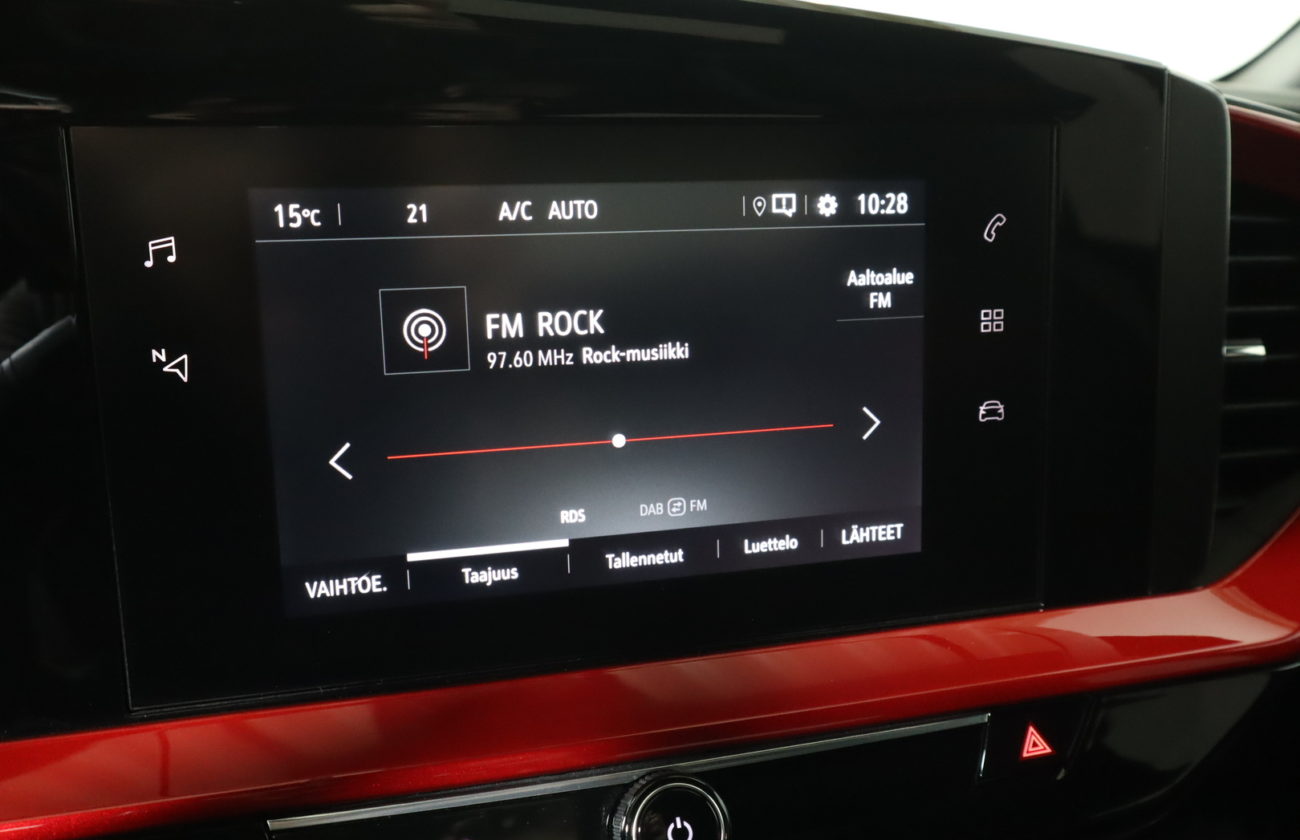 15°C 21 A/C AUTO 10:28
Aaltoalue
FM
FM ROCK
97.60 MHz Rock-musiikki
N
RDS DAB FM
VAIHTOE. Taajuus Tallennetut Luettelo LÄHTEET